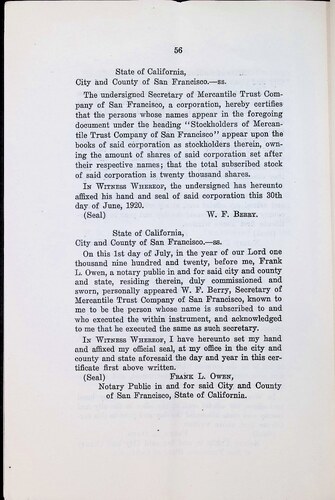 56
State of California,
City and County of San Francisco.—ss.
The undersigned Secretary of Mercantile Trust Com-
pany of San Francisco, a corporation, hereby certifies
that the persons whose names appear in the foregoing
document under the heading "Stockholders of Mercan-
tile Trust Company of San Francisco" appear upon the
books of said corporation as stockholders therein, own-
ing the amount of shares of said corporation set after
their respective names; that the total subscribed stock
of said corporation is twenty thousand shares.
In Witness Whereof, the undersigned has hereunto
affixed his hand and seal of said corporation this 30th
day of June, 1920.
(Seal) W. F. Berry.
State of California,
City and County of San Francisco.—ss.
On this 1st day of July, in the year of our Lord one
thousand nine hundred and twenty, before me, Frank
L. Owen, a notary public in and for said city and county
and state, residing therein, duly commissioned and
sworn, personally appeared W. F. Berry, Secretary of
Mercantile Trust Company of San Francisco, known to
me to be the person whose name is subscribed to and
who executed the within instrument, and acknowledged
to me that he executed the same as such secretary.
In Witness Whereof, I have hereunto set my hand
and affixed my official seal, at my office in the city and
county and state aforesaid the day and year in this cer-
tificate first above written.
(Seal) Frank L. Owen,
Notary Public in and for said City and County
of San Francisco, State of California.